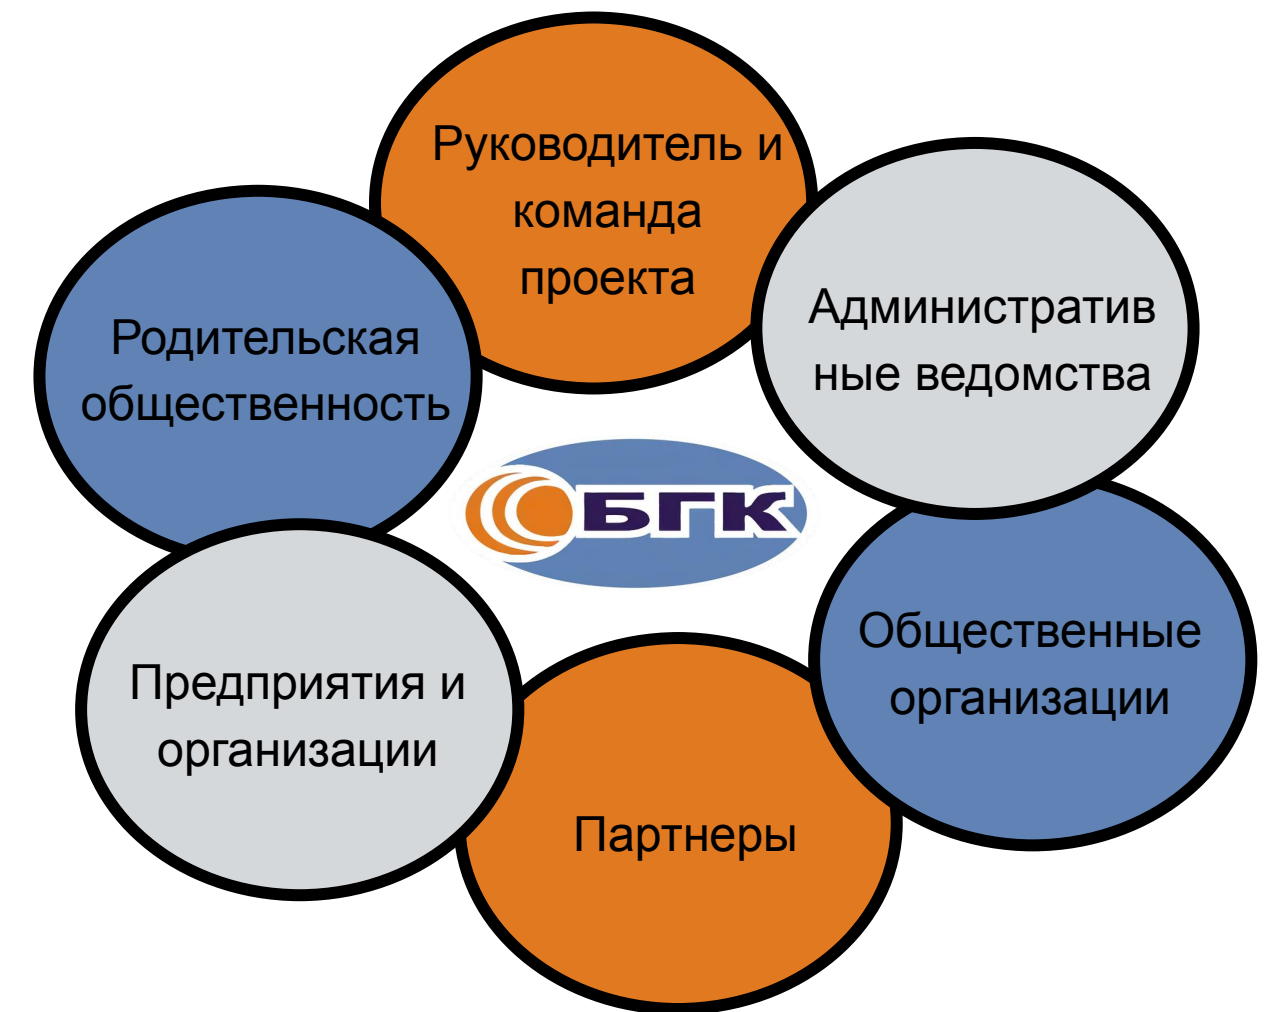 Руководитель и
команда
проекта
Административ
ные ведомства
Родительская
общественность
БГК
Общественные
организации
Предприятия и
организации
Партнеры